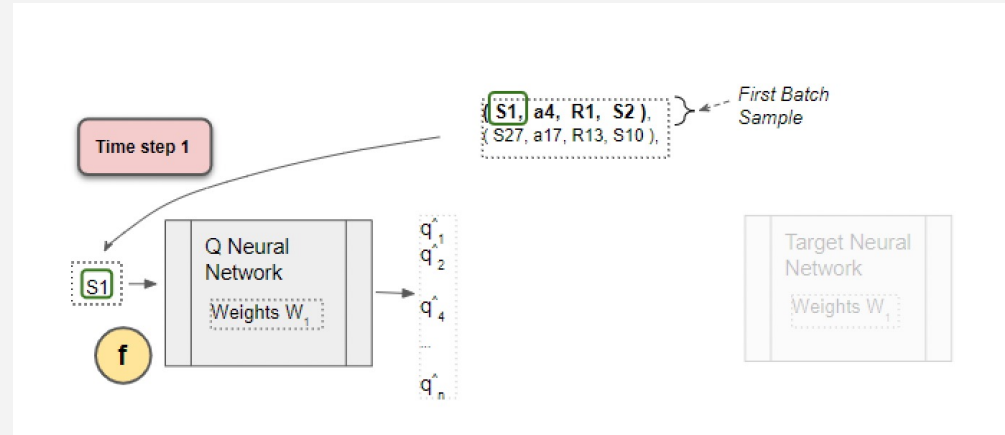 First Batch
Sample
( S1, a4, R1, S2 ),
( S27, a17, R13, S10 ),
Time step 1
S1
f
Q Neural
Network
Weights W1
q̂1
q̂2
q̂4
...
q̂n
Target Neural
Network
Weights W1